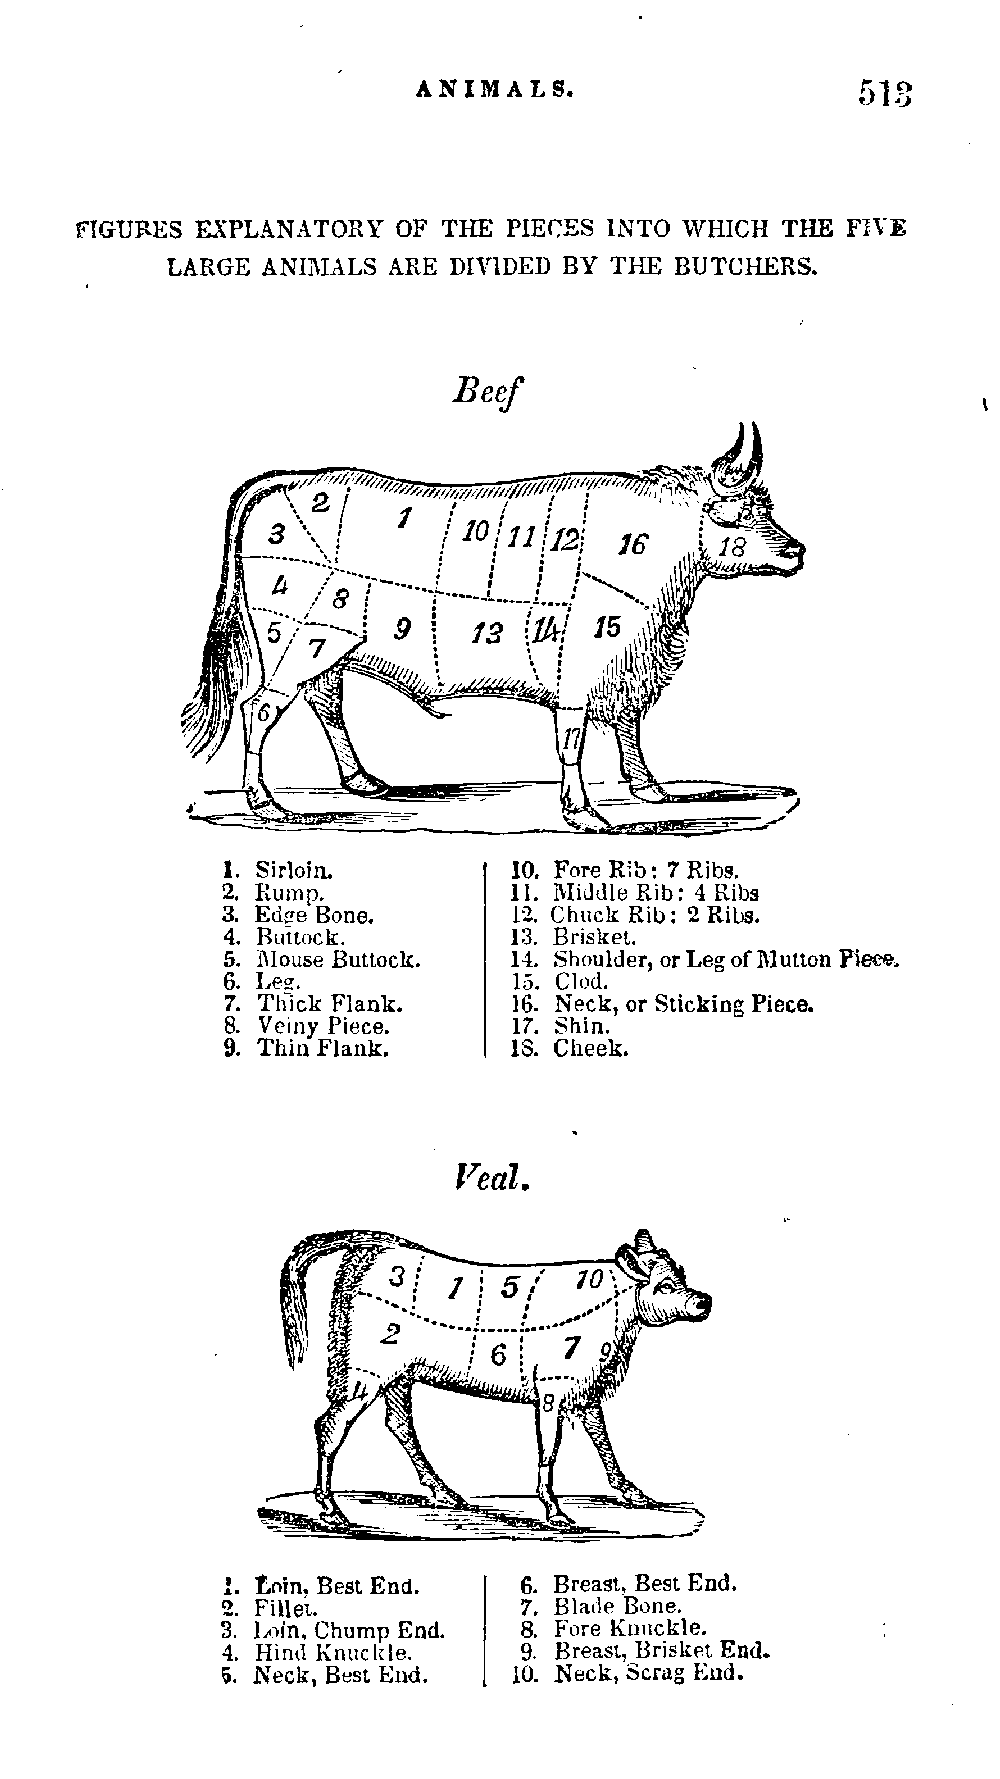 ANIMALS. 513
FIGURES EXPLANATORY OF THE PIECES INTO WHICH THE FIVE
LARGE ANIMALS ARE DIVIDED BY THE BUTCHERS.
Beef
2
1
3
10
11
12
16
18
4
8
5
7
9
13
14
15
6
17
1. Sirloin.
2. Rump.
3. Edge Bone.
4. Buttock.
5. Mouse Buttock.
6. Leg.
7. Thick Flank.
8. Veiny Piece.
9. Thin Flank.
10. Fore Rib: 7 Ribs.
11. Middle Rib: 4 Ribs
12. Chuck Rib: 2 Ribs.
13. Brisket.
14. Shoulder, or Leg of Mutton Piece.
15. Clod.
16. Neck, or Sticking Piece.
17. Shin.
18. Cheek.
Veal.
3
1
5
10
2
6
7
9
4
8
1. Loin, Best End.
2. Fillet.
3. Loin, Chump End.
4. Hind Knuckle.
5. Neck, Best End.
6. Breast, Best End.
7. Blade Bone.
8. Fore Knuckle.
9. Breast, Brisket End.
10. Neck, Scrag End.